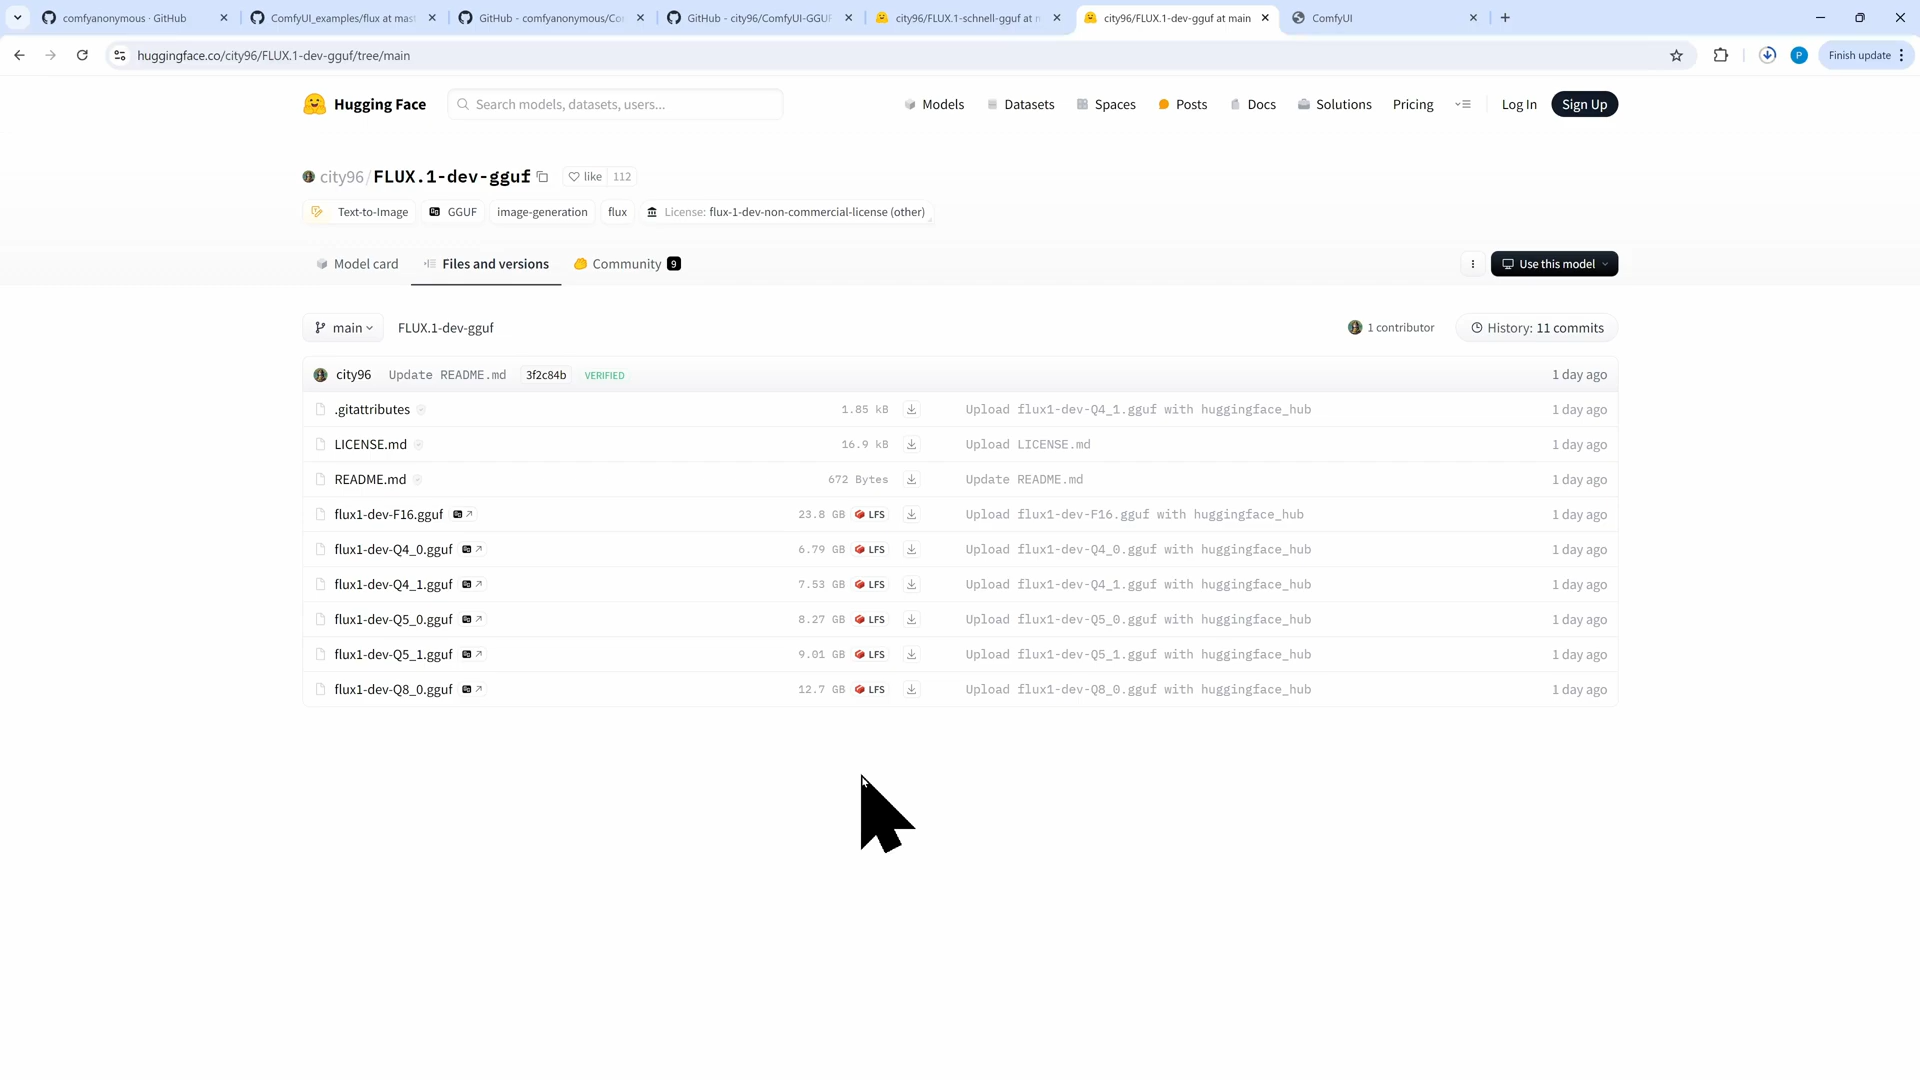 comfyanonymous · GitHub
ComfyUI_examples/flux at mast
GitHub - comfyanonymous/Co
GitHub - city96/ComfyUI-GGUF
city96/FLUX.1-schnell-gguf at
city96/FLUX.1-dev-gguf at main
ComfyUI
huggingface.co/city96/FLUX.1-dev-gguf/tree/main
P
Finish update
Hugging Face
Search models, datasets, users...
Models
Datasets
Spaces
Posts
Docs
Solutions
Pricing
Log In
Sign Up
city96/FLUX.1-dev-gguf
like 112
Text-to-Image
GGUF
image-generation
flux
License: flux-1-dev-non-commercial-license (other)
Model card
Files and versions
Community 9
Use this model
main
FLUX.1-dev-gguf
1 contributor
History: 11 commits
city96 Update README.md 3f2c84b VERIFIED 1 day ago
.gitattributes 1.85 kB Upload flux1-dev-Q4_1.gguf with huggingface_hub 1 day ago
LICENSE.md 16.9 kB Upload LICENSE.md 1 day ago
README.md 672 Bytes Update README.md 1 day ago
flux1-dev-F16.gguf 23.8 GB LFS Upload flux1-dev-F16.gguf with huggingface_hub 1 day ago
flux1-dev-Q4_0.gguf 6.79 GB LFS Upload flux1-dev-Q4_0.gguf with huggingface_hub 1 day ago
flux1-dev-Q4_1.gguf 7.53 GB LFS Upload flux1-dev-Q4_1.gguf with huggingface_hub 1 day ago
flux1-dev-Q5_0.gguf 8.27 GB LFS Upload flux1-dev-Q5_0.gguf with huggingface_hub 1 day ago
flux1-dev-Q5_1.gguf 9.01 GB LFS Upload flux1-dev-Q5_1.gguf with huggingface_hub 1 day ago
flux1-dev-Q8_0.gguf 12.7 GB LFS Upload flux1-dev-Q8_0.gguf with huggingface_hub 1 day ago